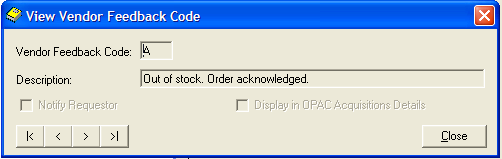 View Vendor Feedback Code
Vendor Feedback Code: A
Description: Out of stock. Order acknowledged.
Notify Requestor Display in OPAC Acquisitions Details
|< < > >| Close